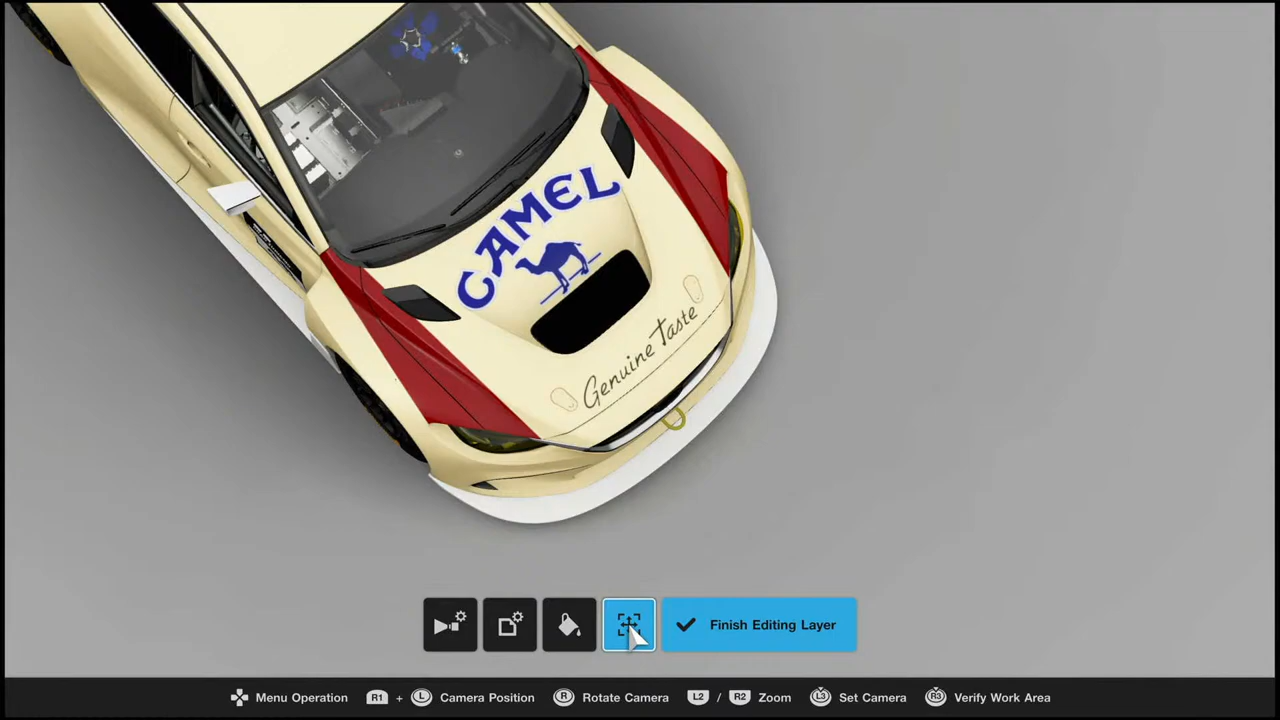 CAMEL
Genuine Taste
Finish Editing Layer
Menu Operation R1 + L Camera Position R Rotate Camera L2 / R2 Zoom L3 Set Camera R3 Verify Work Area